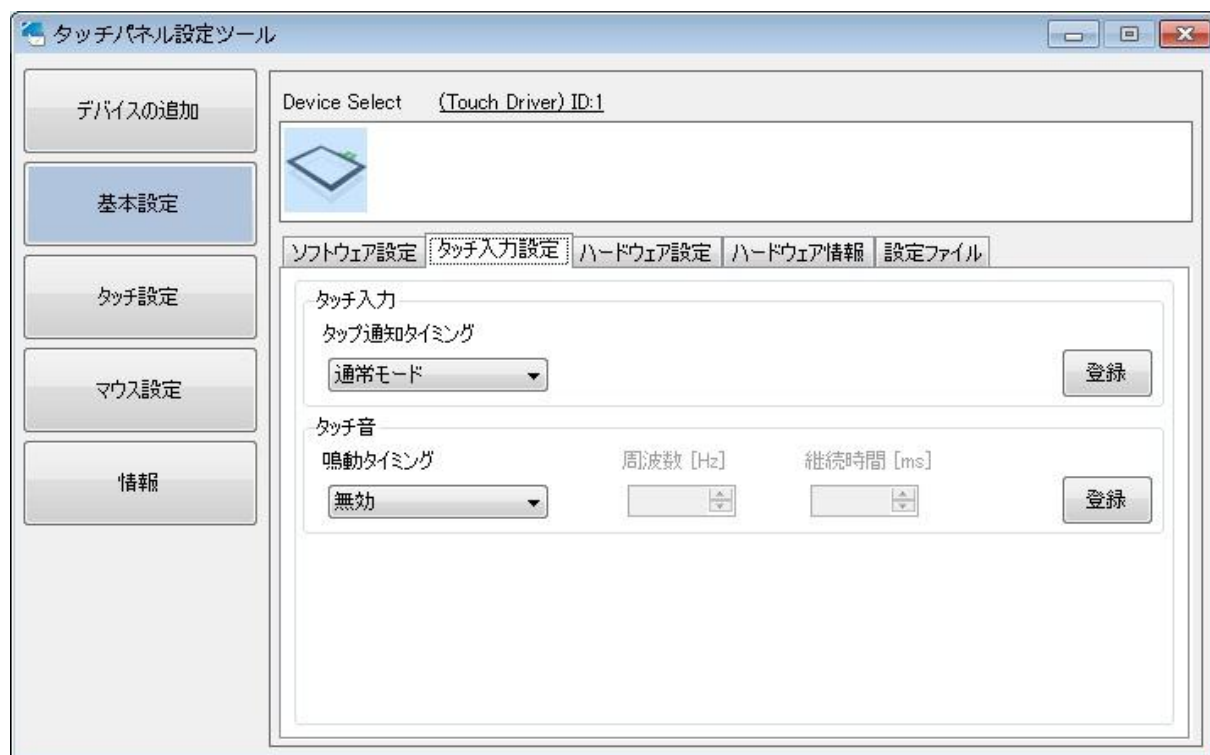 タッチパネル設定ツール
デバイスの追加
基本設定
タッチ設定
マウス設定
情報
Device Select (Touch Driver) ID:1
ソフトウェア設定 タッチ入力設定 ハードウェア設定 ハードウェア情報 設定ファイル
タッチ入力
タップ通知タイミング
通常モード 登録
タッチ音
鳴動タイミング 周波数 [Hz] 継続時間 [ms]
無効 登録